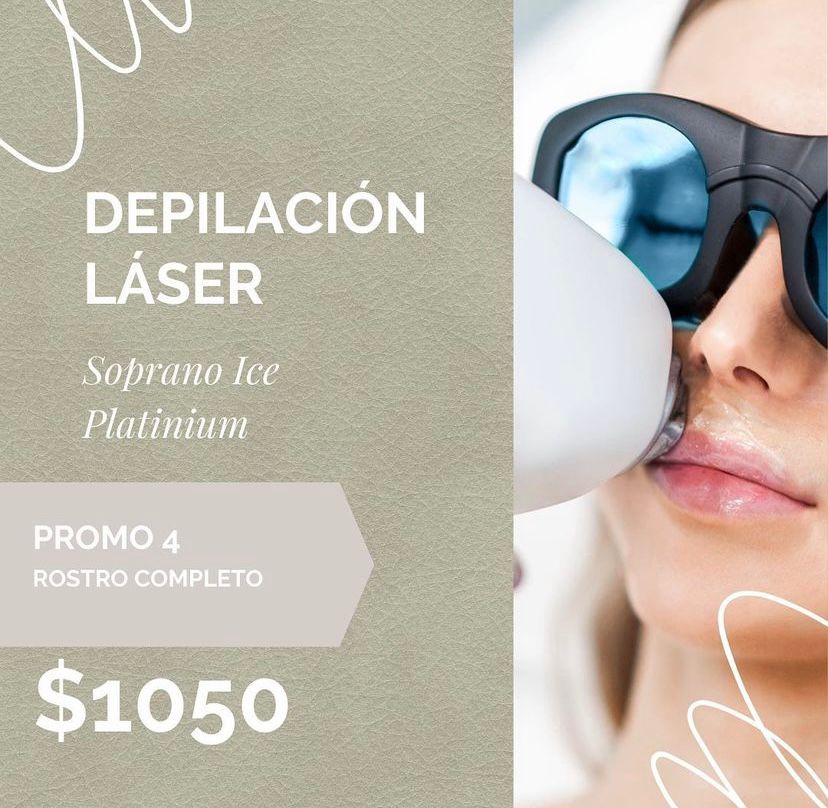 DEPILACIÓN
LÁSER
Soprano Ice
Platinium
PROMO 4
ROSTRO COMPLETO
$1050